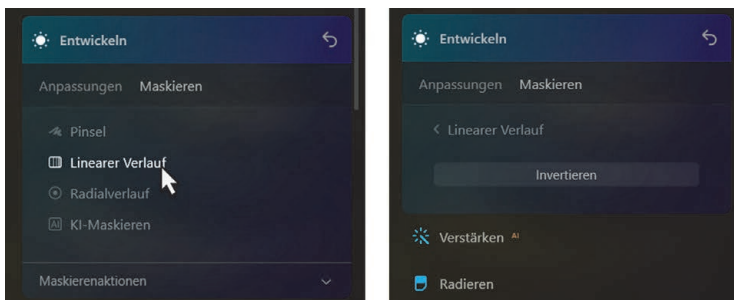 Entwickeln
Anpassungen Maskieren
Pinsel
Linearer Verlauf
Radialverlauf
AI KI-Maskieren
Maskierenaktionen
Entwickeln
Anpassungen Maskieren
Linearer Verlauf
Invertieren
Verstärken AI
Radieren